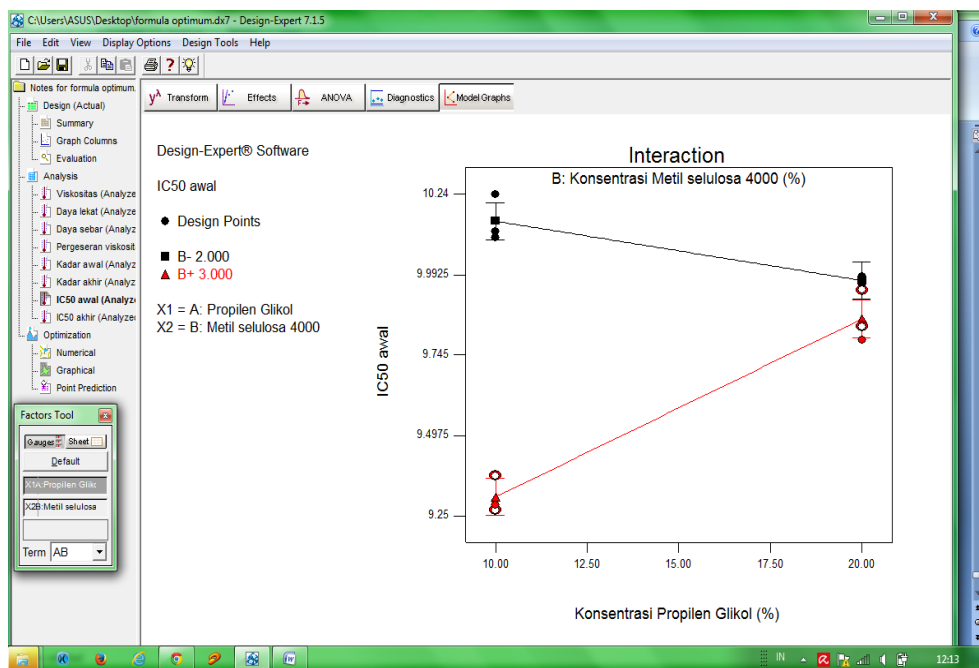 C:\Users\ASUS\Desktop\formula optimum.dx7 - Design-Expert 7.1.5
File Edit View Display Options Design Tools Help
Notes for formula optimum.
Design (Actual)
Summary
Graph Columns
Evaluation
Analysis
Viskositas (Analyze
Daya lekat (Analyze
Daya sebar (Analyz
Pergeseran viskosit
Kadar awal (Analyz
Kadar akhir (Analyz
IC50 awal (Analyze
IC50 akhir (Analyze
Optimization
Numerical
Graphical
Point Prediction
Factors Tool
Gauges Sheet
Default
X1A:Propilen Glik
X2B:Metil selulosa
Term AB
yλ Transform Effects ANOVA Diagnostics Model Graphs
Design-Expert® Software
IC50 awal
Design Points
B- 2.000
B+ 3.000
X1 = A: Propilen Glikol
X2 = B: Metil selulosa 4000
Interaction
B: Konsentrasi Metil selulosa 4000 (%)
10.24
9.9925
9.745
9.4975
9.25
IC50 awal
10.00 12.50 15.00 17.50 20.00
Konsentrasi Propilen Glikol (%)
IN 12:13